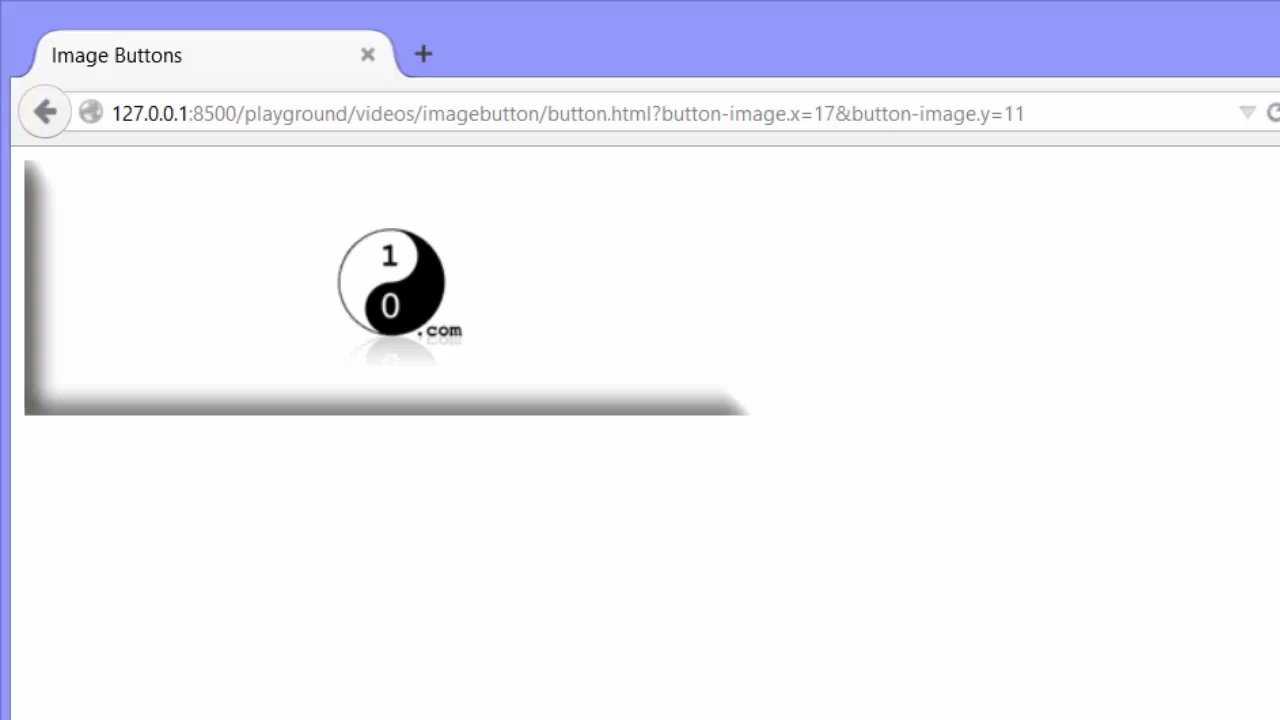 Image Buttons
127.0.0.1:8500/playground/videos/imagebutton/button.html?button-image.x=17&button-image.y=11
1
0
.com